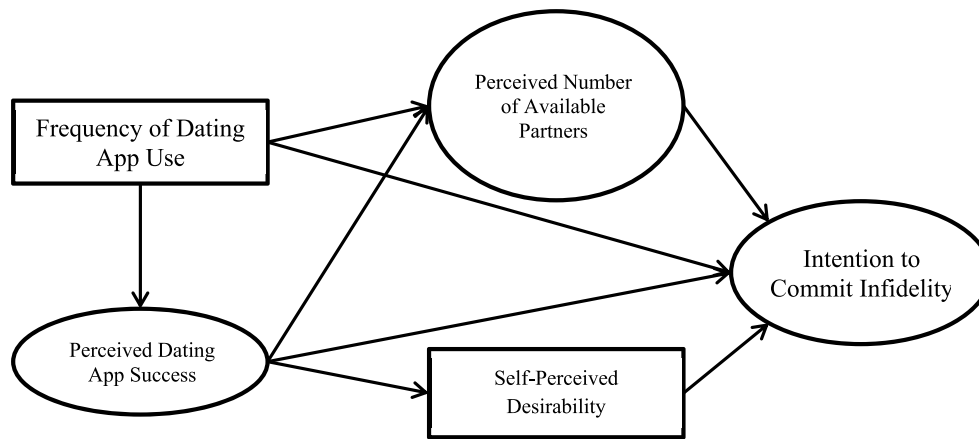 Perceived Number
of Available
Partners
Frequency of Dating
App Use
Intention to
Commit Infidelity
Perceived Dating
App Success
Self-Perceived
Desirability